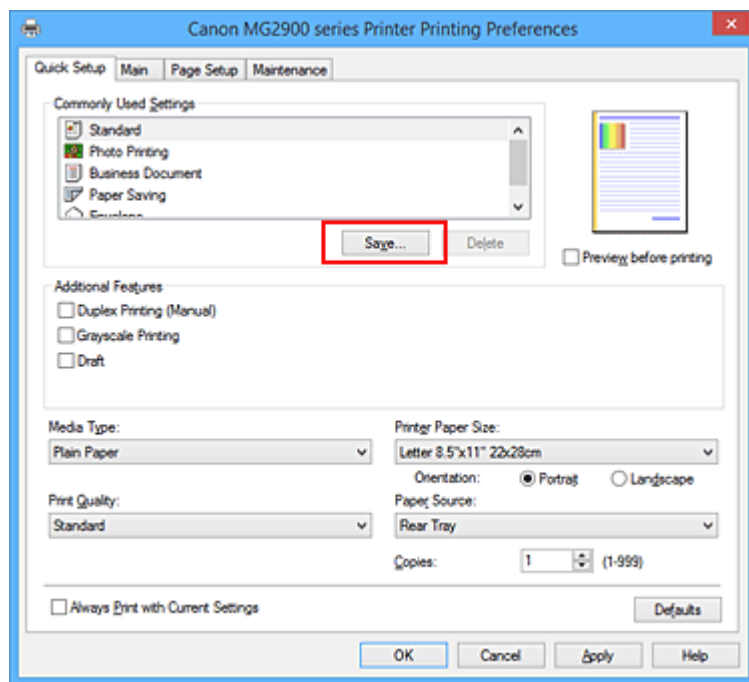 Canon MG2900 series Printer Printing Preferences
Quick Setup Main Page Setup Maintenance
Commonly Used Settings
Standard
Photo Printing
Business Document
Paper Saving
Envelope
Save... Delete
Preview before printing
Additional Features
Duplex Printing (Manual)
Grayscale Printing
Draft
Media Type:
Plain Paper
Printer Paper Size:
Letter 8.5"x11" 22x28cm
Orientation: Portrait Landscape
Print Quality:
Standard
Paper Source:
Rear Tray
Copies: 1 (1-999)
Always Print with Current Settings
Defaults
OK Cancel Apply Help